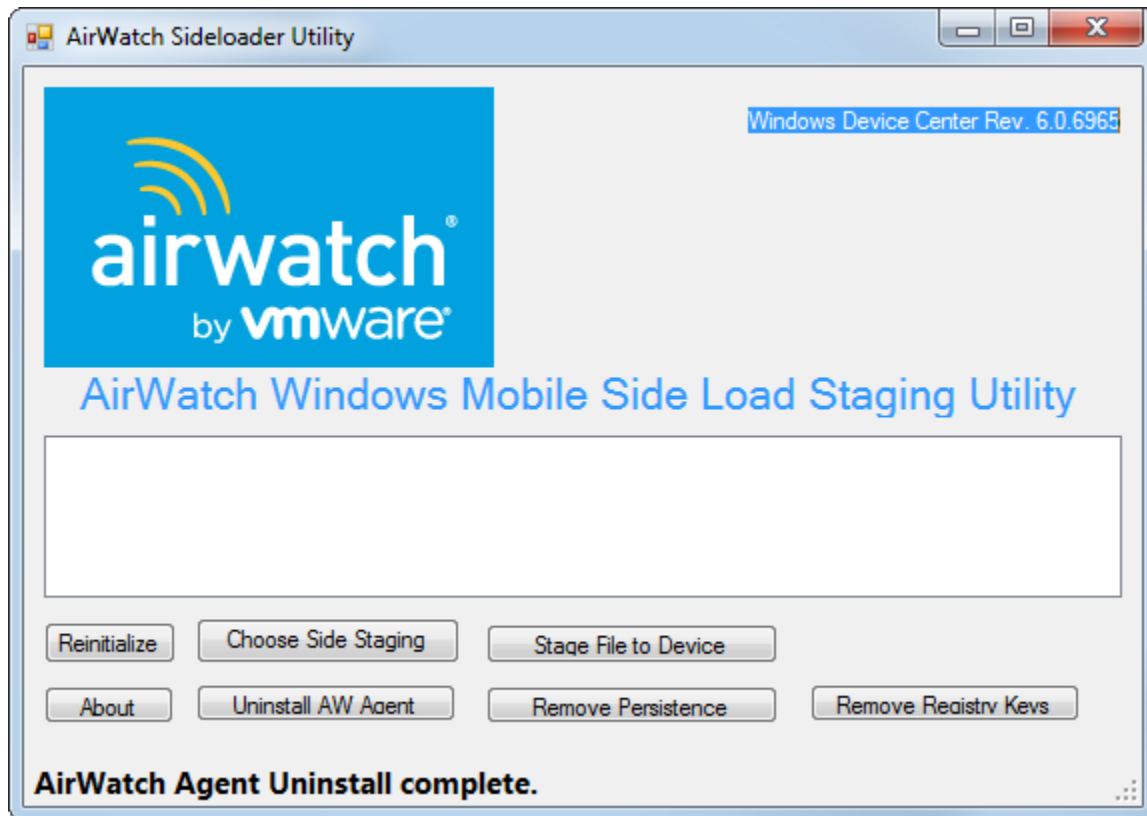 AirWatch Sideloader Utility
Windows Device Center Rev. 6.0.6965
airwatch®
by vmware®
AirWatch Windows Mobile Side Load Staging Utility
Reinitialize
Choose Side Staging
Stage File to Device
About
Uninstall AW Agent
Remove Persistence
Remove Registry Keys
AirWatch Agent Uninstall complete.